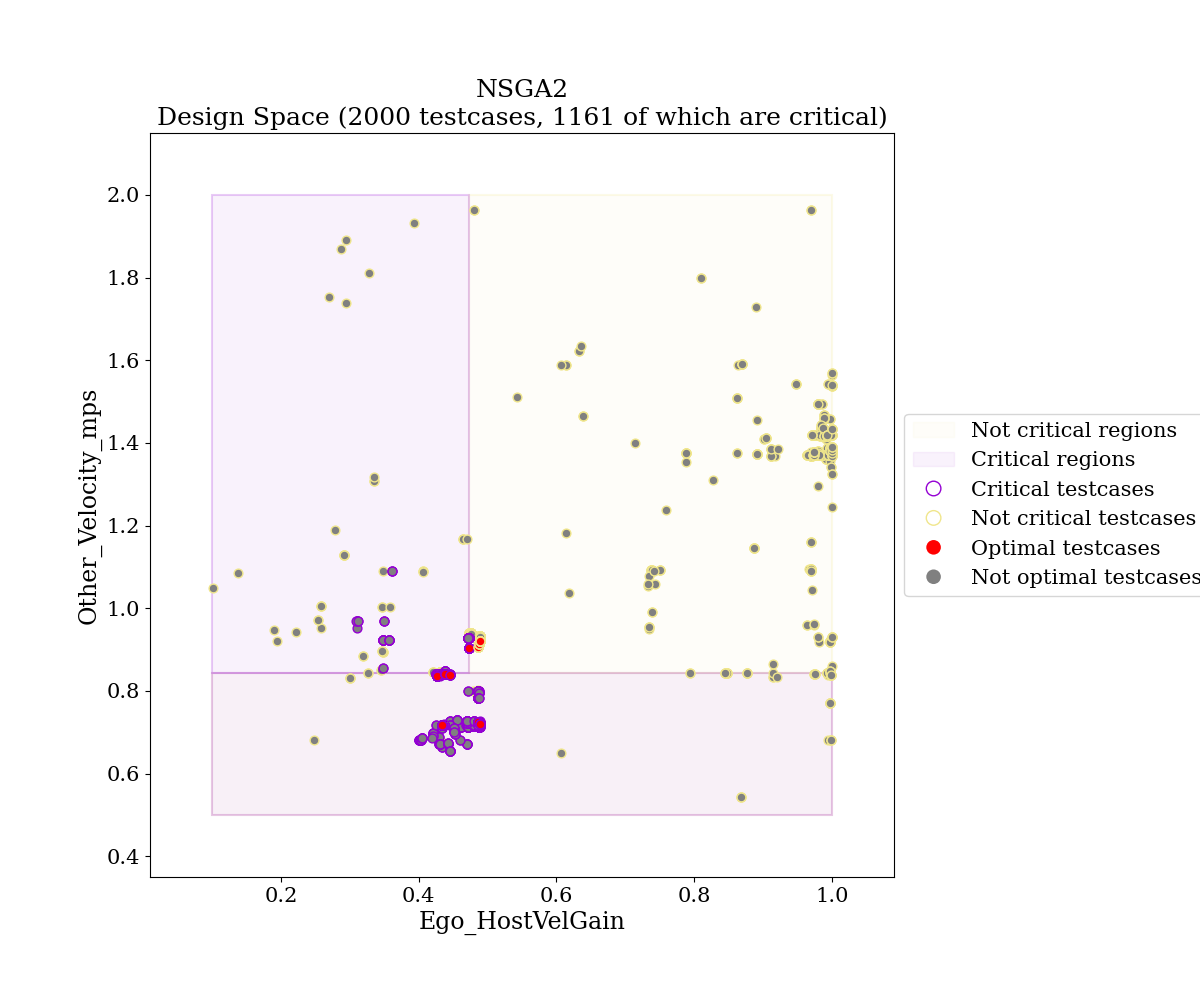 NSGA2
Design Space (2000 testcases, 1161 of which are critical)
2.0
1.8
1.6
1.4
1.2
1.0
0.8
0.6
0.4
Other_Velocity_mps
0.2
0.4
0.6
0.8
1.0
Ego_HostVelGain
Not critical regions
Critical regions
Critical testcases
Not critical testcases
Optimal testcases
Not optimal testcases